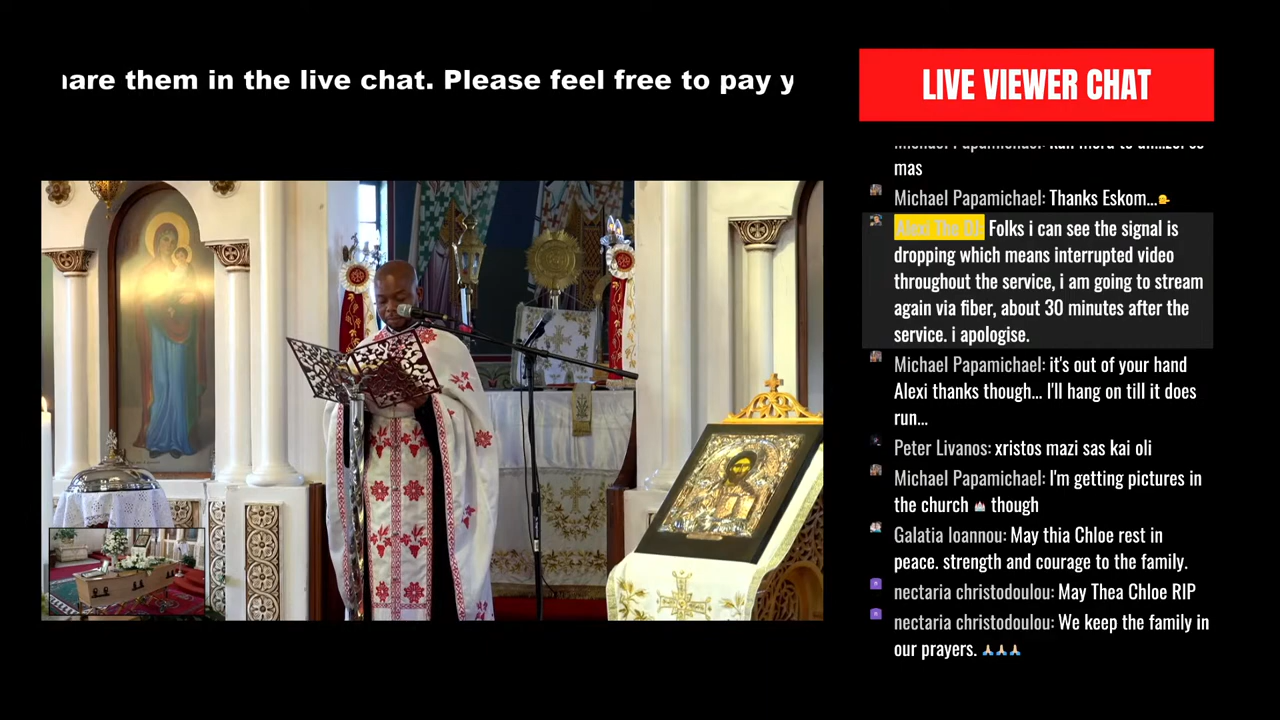 hare them in the live chat. Please feel free to pay y
LIVE VIEWER CHAT
mas
Michael Papamichael: Thanks Eskom...
Alexi The DJ: Folks i can see the signal is
dropping which means interrupted video
throughout the service, i am going to stream
again via fiber, about 30 minutes after the
service. i apologise.
Michael Papamichael: it's out of your hand
Alexi thanks though... I'll hang on till it does
run...
Peter Livanos: xristos mazi sas kai oli
Michael Papamichael: I'm getting pictures in
the church ⛪ though
Galatia Ioannou: May thia Chloe rest in
peace. strength and courage to the family.
nectaria christodoulou: May Thea Chloe RIP
nectaria christodoulou: We keep the family in
our prayers. 🙏🙏🙏